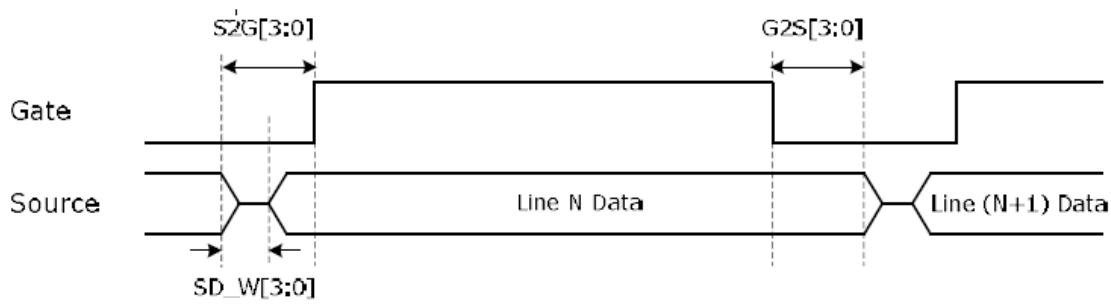 S2G[3:0]
G2S[3:0]
Gate
Source
Line N Data
Line (N+1) Data
SD_W[3:0]